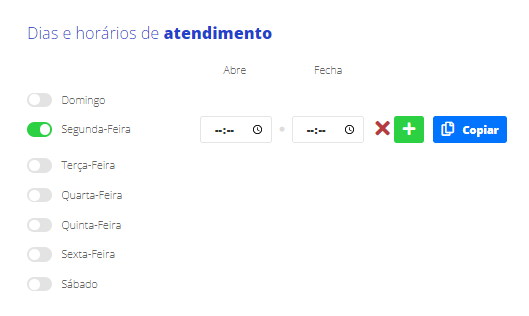 Dias e horários de atendimento
Abre Fecha
Domingo
Segunda-Feira --:-- --:-- Copiar
Terça-Feira
Quarta-Feira
Quinta-Feira
Sexta-Feira
Sábado